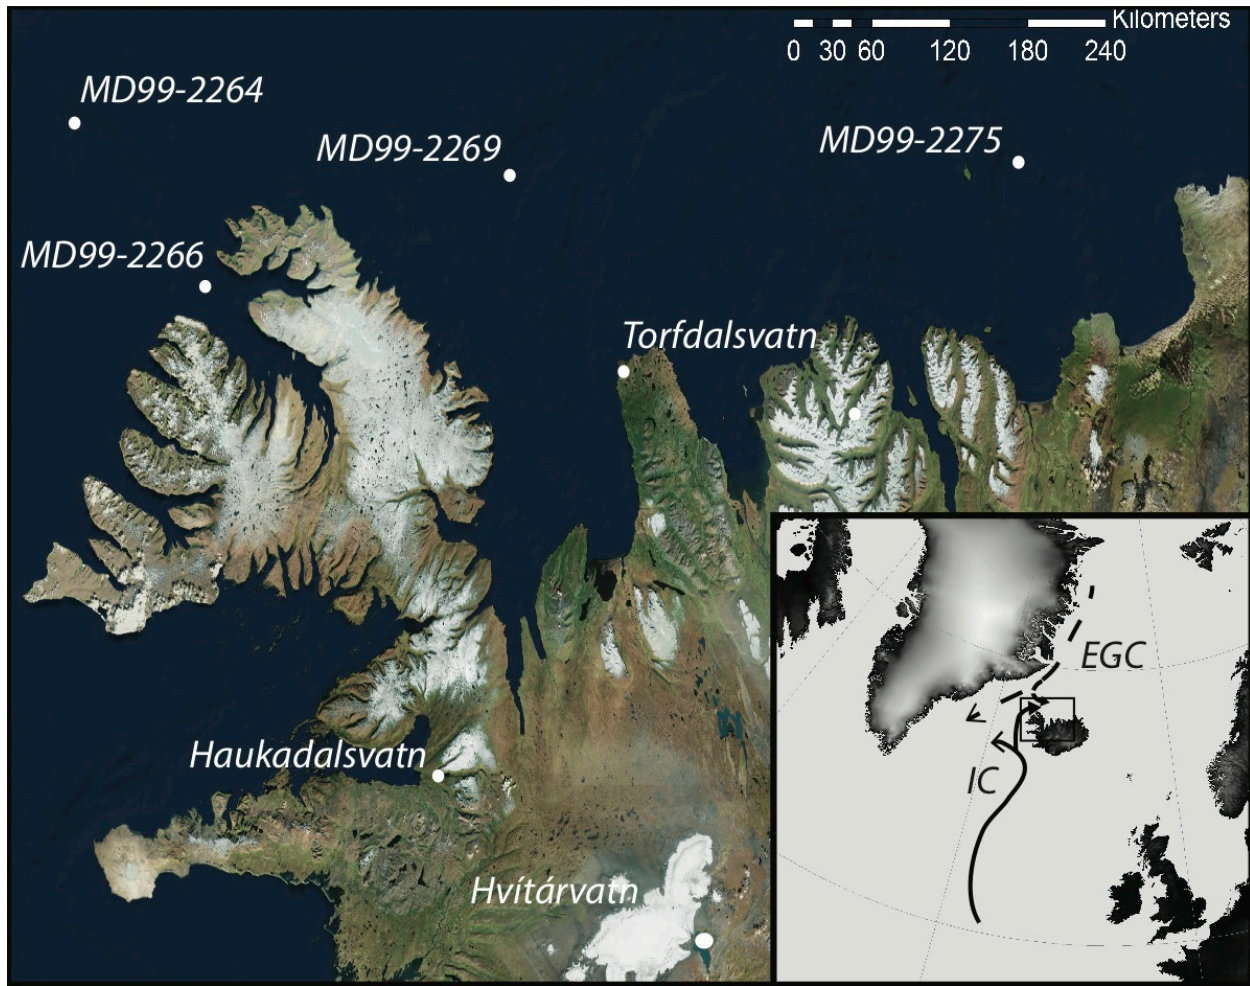 Kilometers
0 30 60 120 180 240
MD99-2264
MD99-2269
MD99-2275
MD99-2266
Torfdalsvatn
EGC
IC
Haukadalsvatn
Hvítárvatn